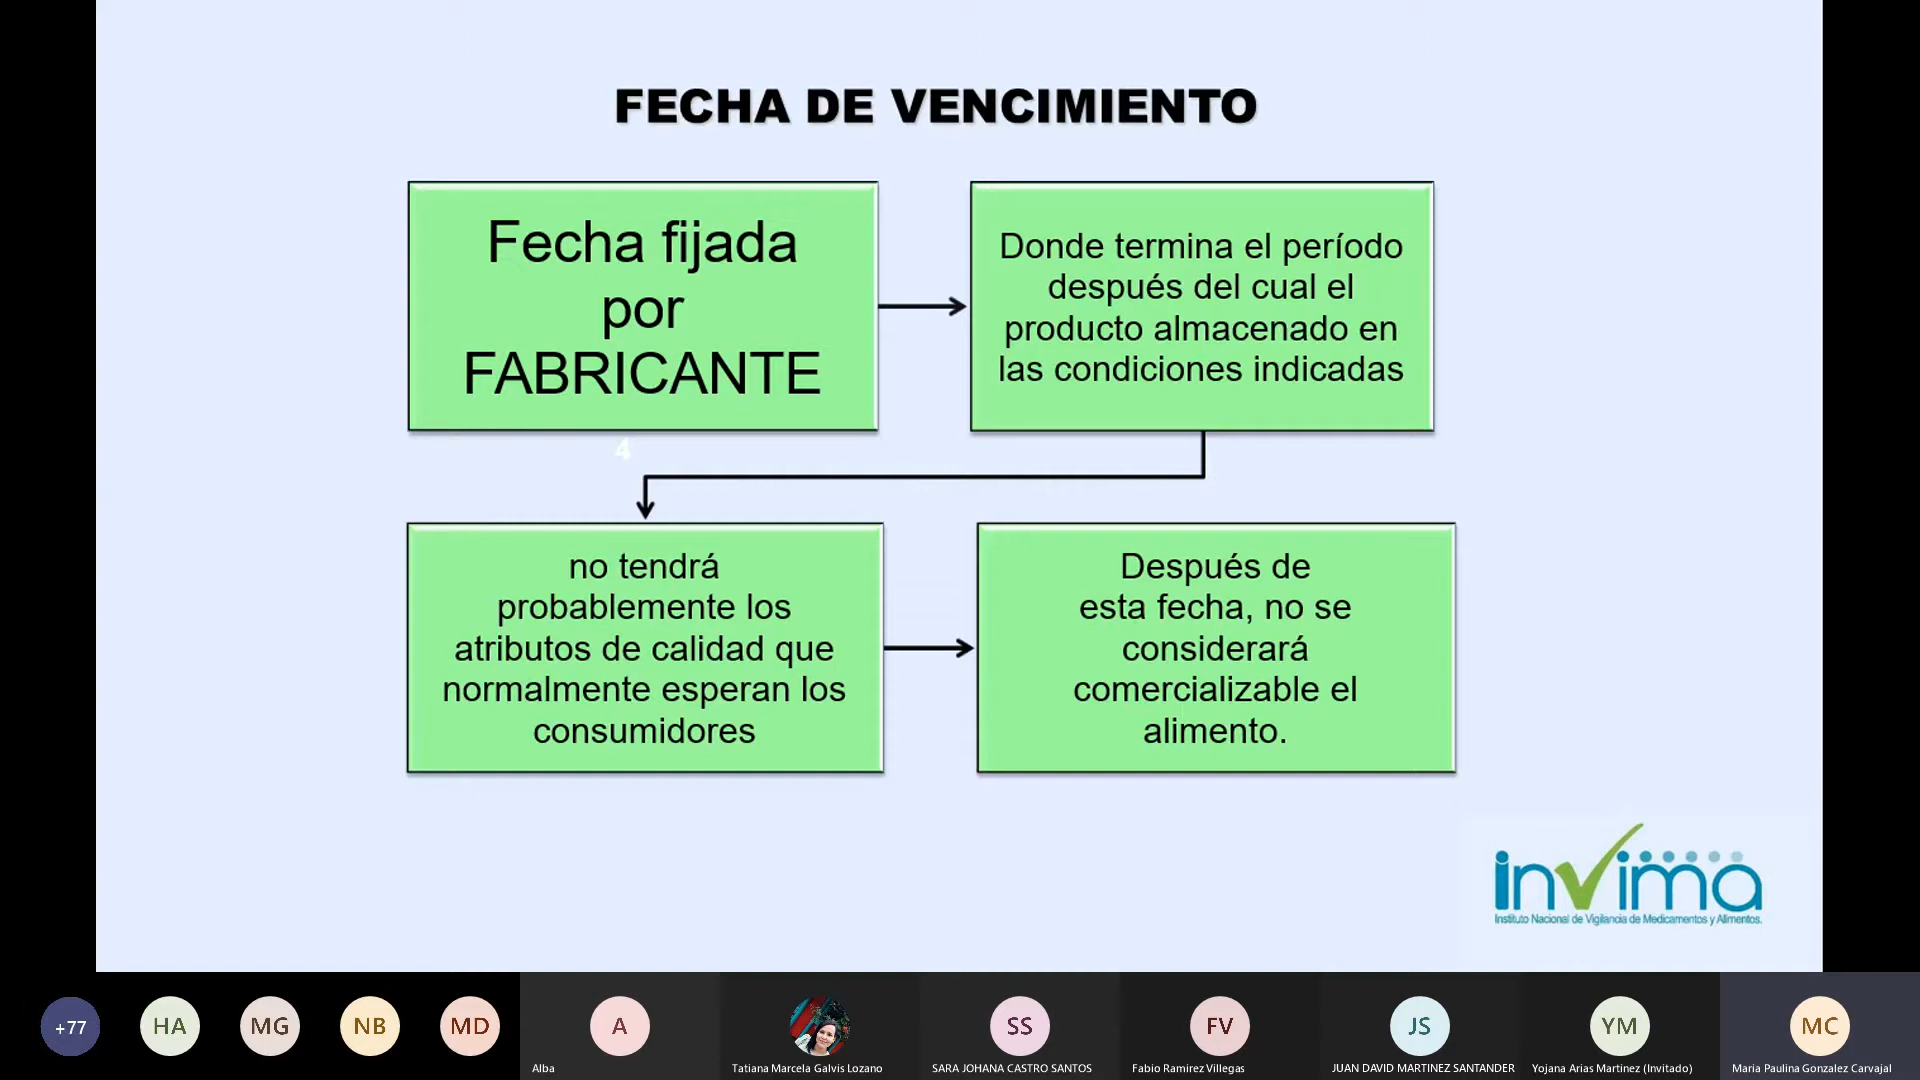 FECHA DE VENCIMIENTO
Fecha fijada
por
FABRICANTE
Donde termina el período
después del cual el
producto almacenado en
las condiciones indicadas
4
no tendrá
probablemente los
atributos de calidad que
normalmente esperan los
consumidores
Después de
esta fecha, no se
considerará
comercializable el
alimento.
invima
Instituto Nacional de Vigilancia de Medicamentos y Alimentos.
+77
HA
MG
NB
MD
A
SS
FV
JS
YM
MC
Alba
Tatiana Marcela Galvis Lozano
SARA JOHANA CASTRO SANTOS
Fabio Ramirez Villegas
JUAN DAVID MARTINEZ SANTANDER
Yojana Arias Martinez (Invitado)
Maria Paulina Gonzalez Carvajal